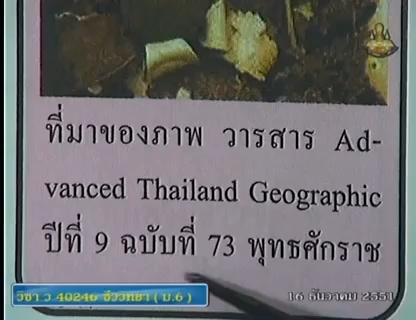 ที่มาของภาพ วารสาร Ad-
vanced Thailand Geographic
ปีที่ 9 ฉบับที่ 73 พุทธศักราช
วิชา ว.40246 ชีววิทยา ( ม.6 )
16 ธันวาคม 2551